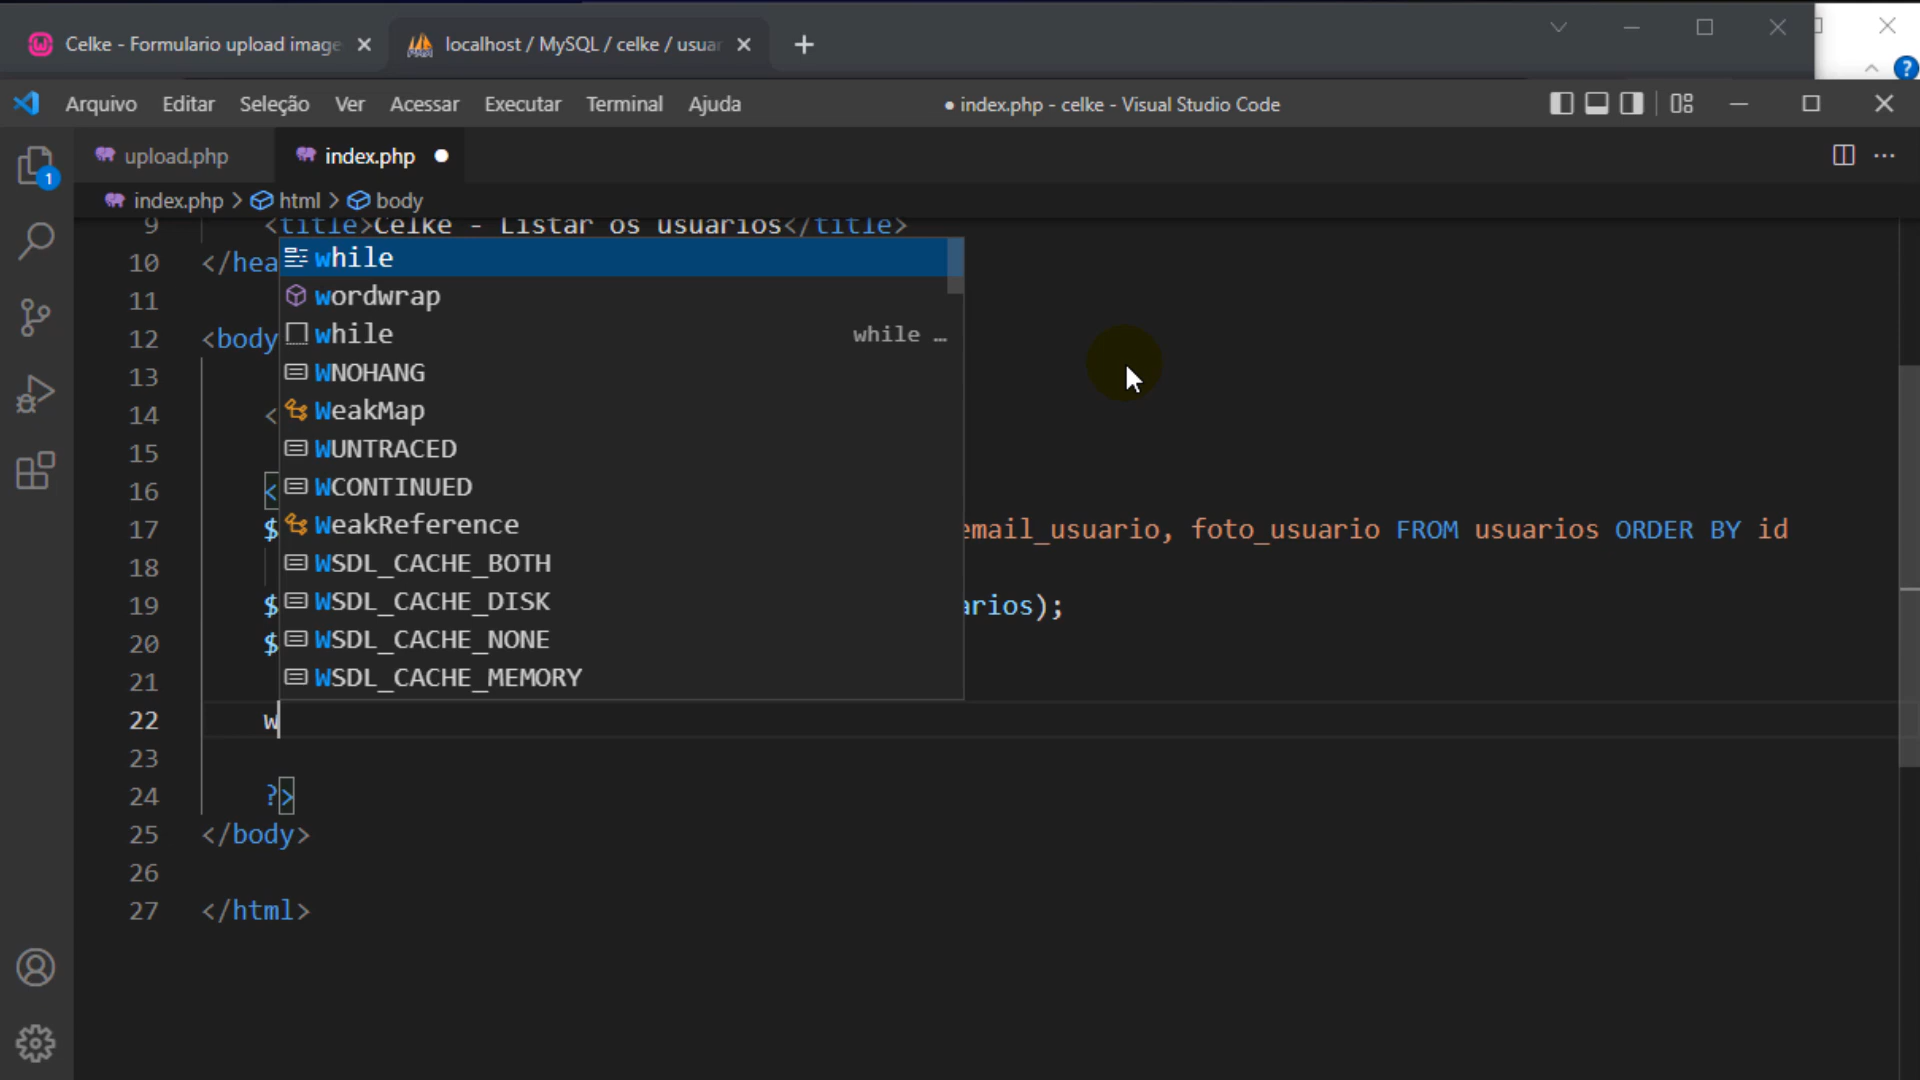 Celke - Formulario upload image
localhost / MySQL / celke / usuar
Arquivo Editar Seleção Ver Acessar Executar Terminal Ajuda
● index.php - celke - Visual Studio Code
upload.php
index.php
index.php > html > body
1
9 <title>Celke - Listar os usuarios</title>
10 </hea
11
12 <body
13
14 <
15
16 <
17 $ email_usuario, foto_usuario FROM usuarios ORDER BY id
18
19 $ arios);
20 $
21
22 w
23
24 ?>
25 </body>
26
27 </html>
while
wordwrap
while while …
WNOHANG
WeakMap
WUNTRACED
WCONTINUED
WeakReference
WSDL_CACHE_BOTH
WSDL_CACHE_DISK
WSDL_CACHE_NONE
WSDL_CACHE_MEMORY